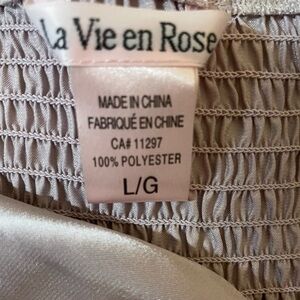 La Vie en Rose
MADE IN CHINA
FABRIQUÉ EN CHINE
CA# 11297
100% POLYESTER
L/G